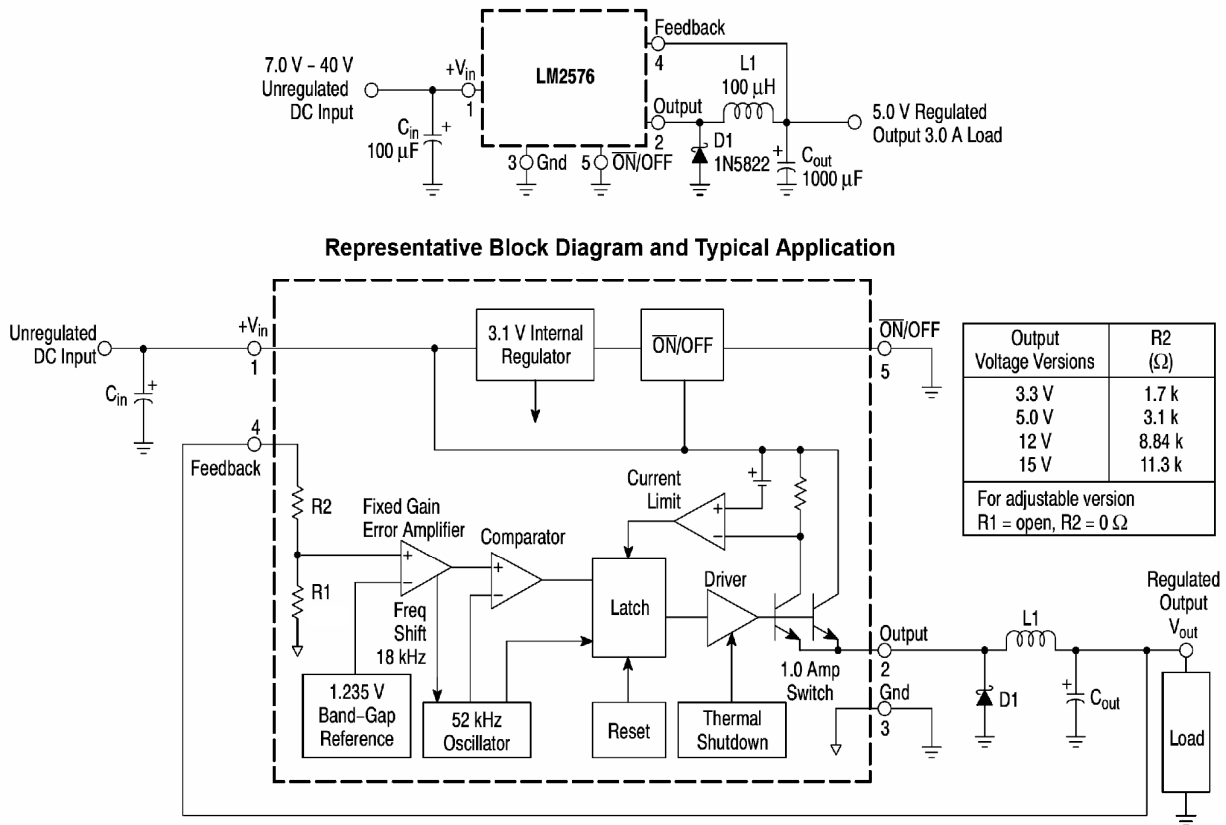 Feedback
4
7.0 V – 40 V
Unregulated
DC Input
+Vin
1
LM2576
L1
100 μH
Output
2
5.0 V Regulated
Output 3.0 A Load
Cin
100 μF
+
3
Gnd
5
ON/OFF
D1
1N5822
+
Cout
1000 μF
Representative Block Diagram and Typical Application
Unregulated
DC Input
+Vin
1
3.1 V Internal
Regulator
ON/OFF
ON/OFF
5
Cin
+
4
Feedback
Output
Voltage Versions
R2
(Ω)
3.3 V
1.7 k
5.0 V
3.1 k
12 V
8.84 k
15 V
11.3 k
For adjustable version
R1 = open, R2 = 0 Ω
Current
Limit
+
–
+
R2
Fixed Gain
Error Amplifier
+
–
Comparator
+
–
R1
Freq
Shift
18 kHz
Latch
Driver
1.0 Amp
Switch
Output
2
Gnd
3
L1
Regulated
Output
Vout
D1
+
Cout
Load
1.235 V
Band–Gap
Reference
52 kHz
Oscillator
Reset
Thermal
Shutdown